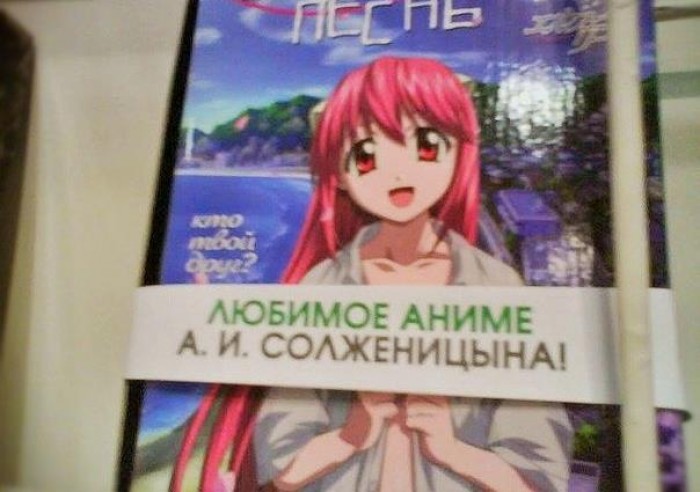 ПЕСНЬ
кто
твой
друг?
ЛЮБИМОЕ АНИМЕ
А. И. СОЛЖЕНИЦЫНА!